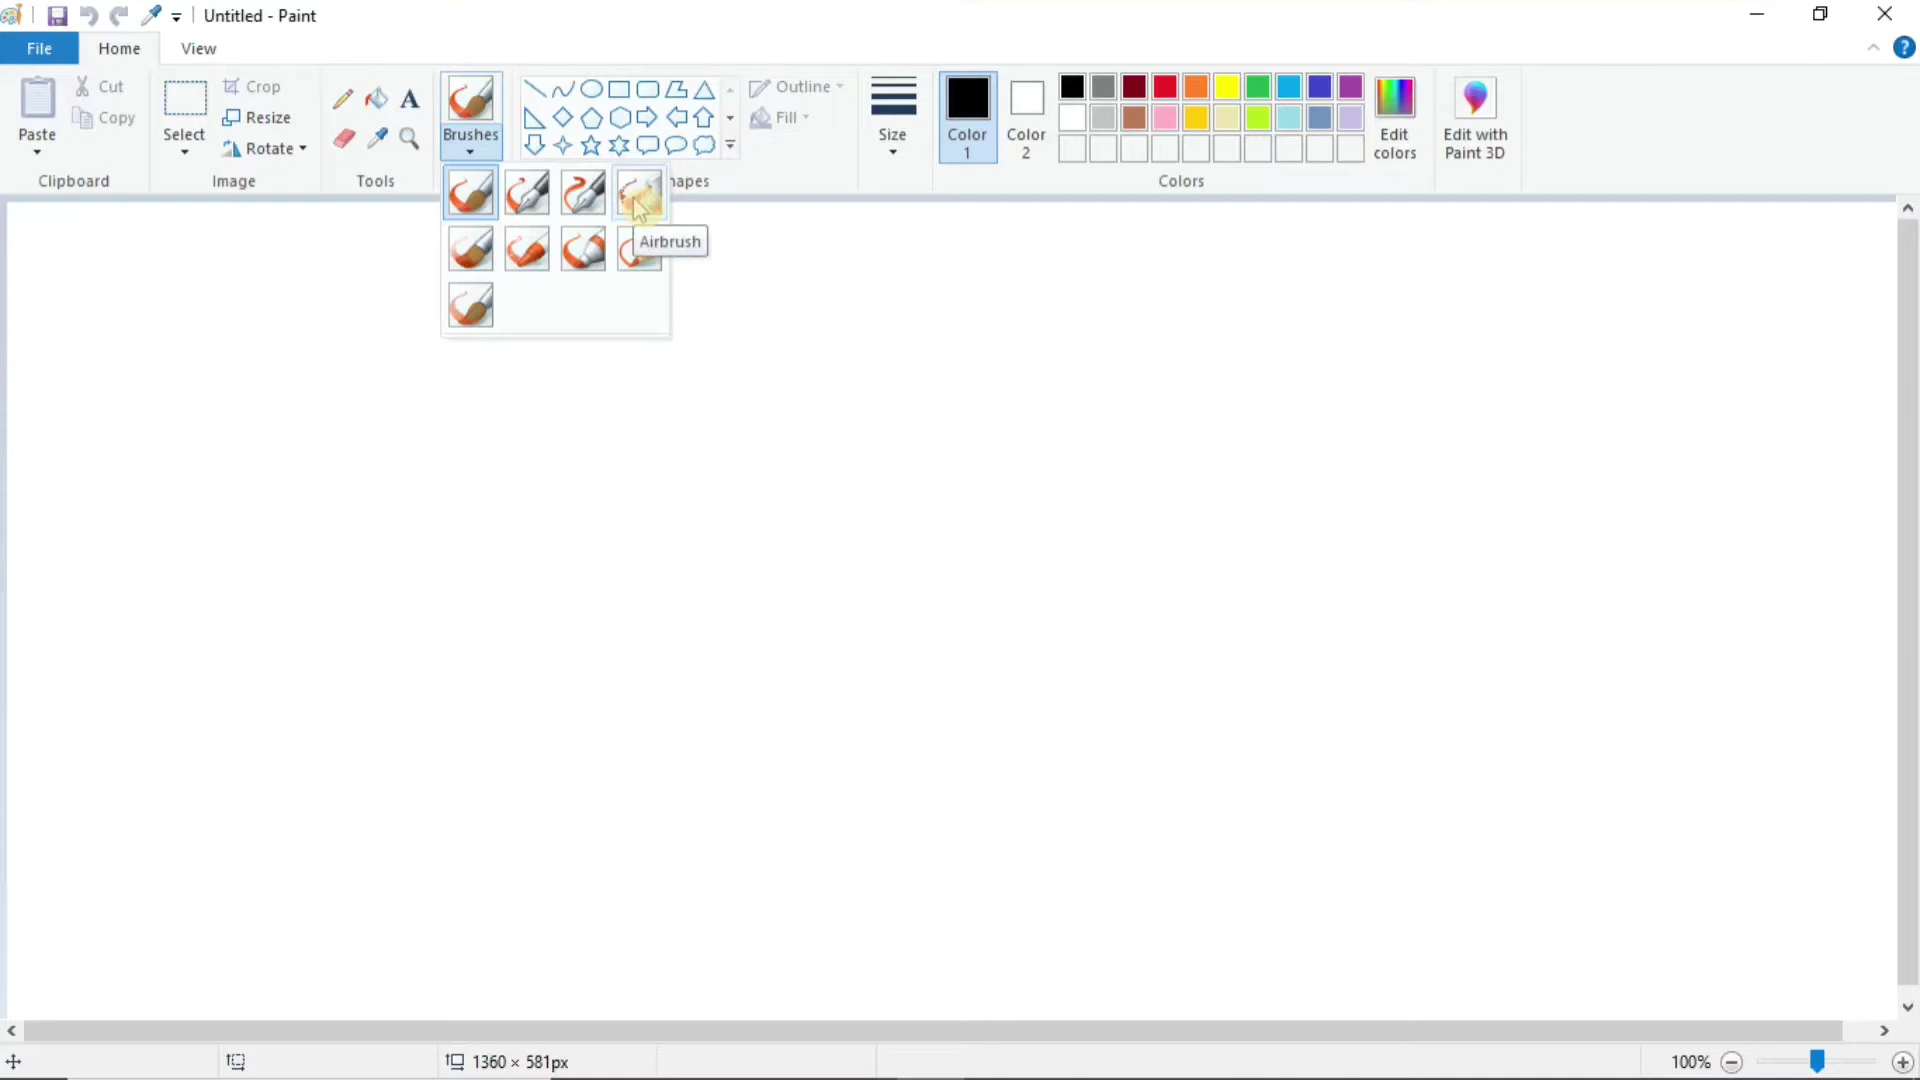 Untitled - Paint
File
Home
View
Paste
Cut
Copy
Clipboard
Select
Crop
Resize
Rotate
Image
A
Tools
Brushes
Airbrush
Outline
Fill
Size
Color
1
Color
2
Edit
colors
Colors
Edit with
Paint 3D
1360 × 581px
100%